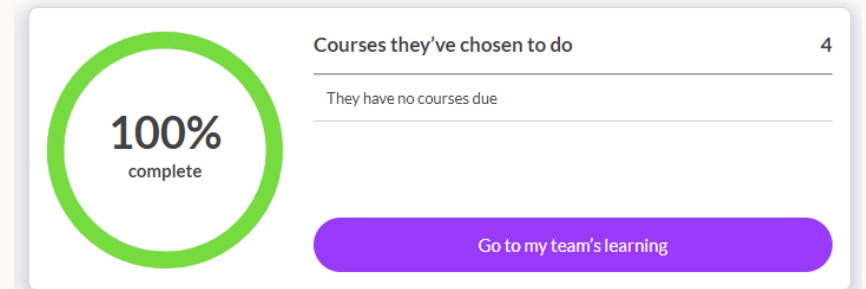 100%
complete
Courses they’ve chosen to do 4
They have no courses due
Go to my team’s learning